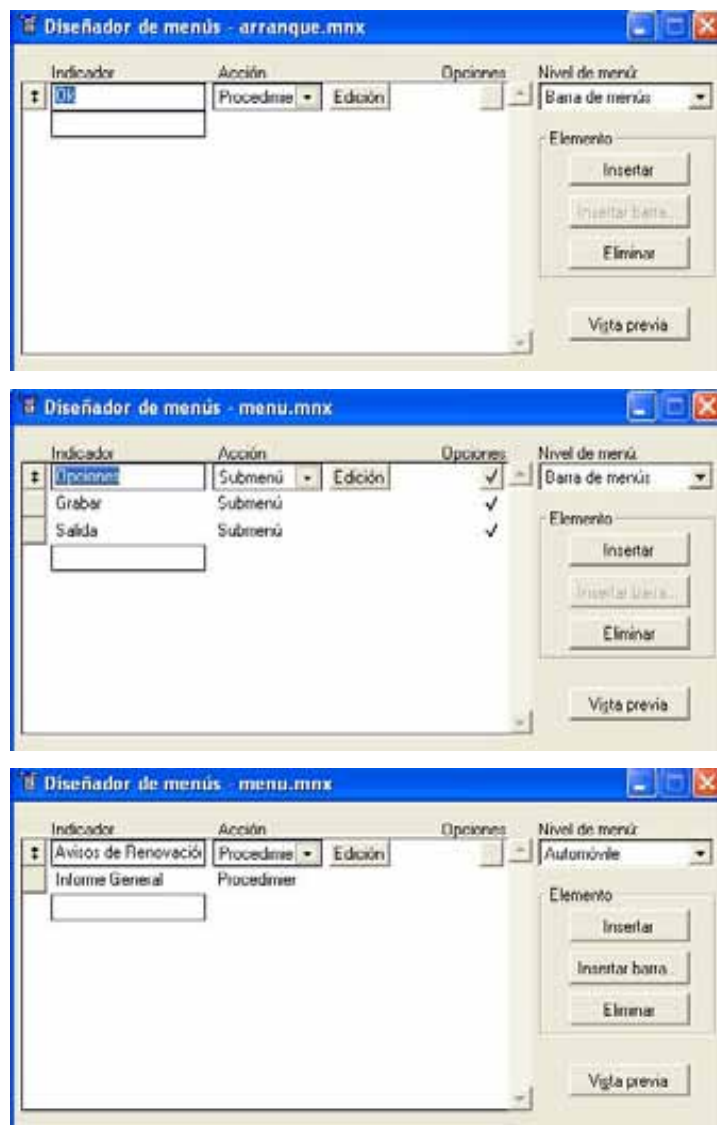 Diseñador de menús - arranque.mnx
Indicador Acción Opciones Nivel de menú:
Ok Procedimie Edición Barra de menús
Elemento
Insertar
Insertar barra...
Eliminar
Vista previa
Diseñador de menús - menu.mnx
Indicador Acción Opciones Nivel de menú:
Opciones Submenú Edición √ Barra de menús
Grabar Submenú √
Salida Submenú √
Elemento
Insertar
Insertar barra...
Eliminar
Vista previa
Diseñador de menús - menu.mnx
Indicador Acción Opciones Nivel de menú:
Avisos de Renovació Procedimie Edición Automóvile
Informe General Procedimier
Elemento
Insertar
Insertar barra...
Eliminar
Vista previa